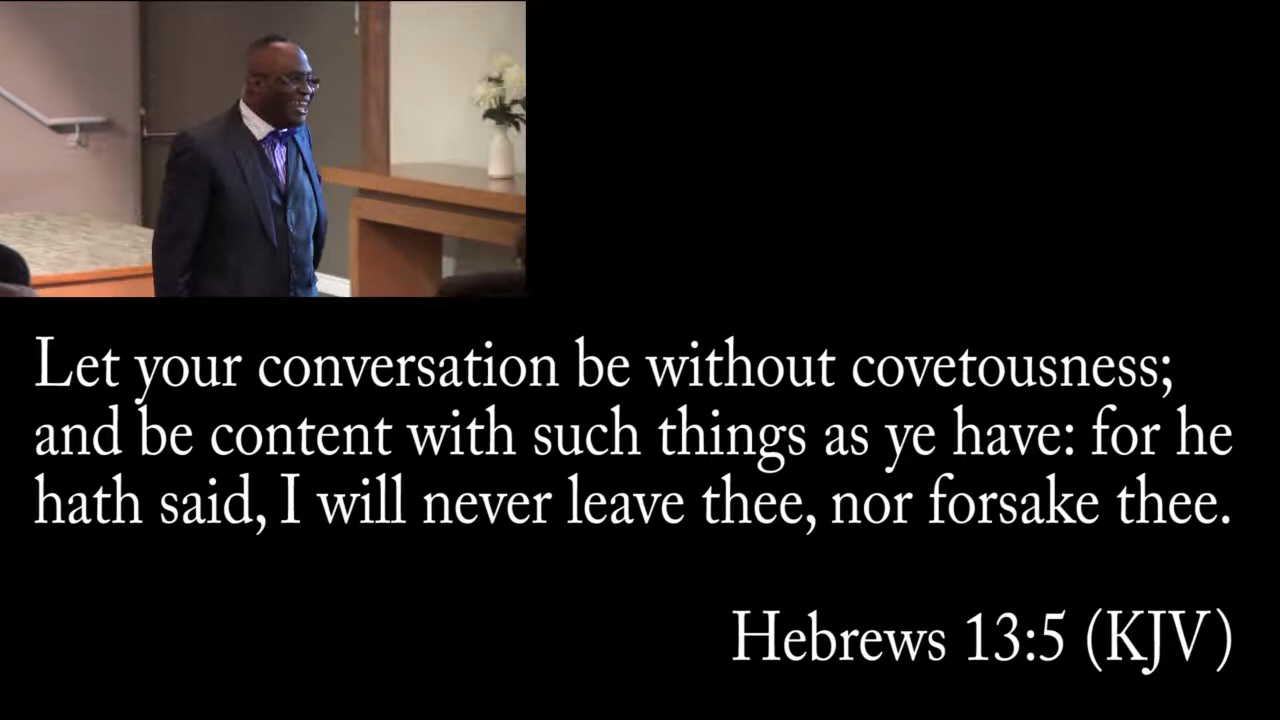 Let your conversation be without covetousness;
and be content with such things as ye have: for he
hath said, I will never leave thee, nor forsake thee.
Hebrews 13:5 (KJV)